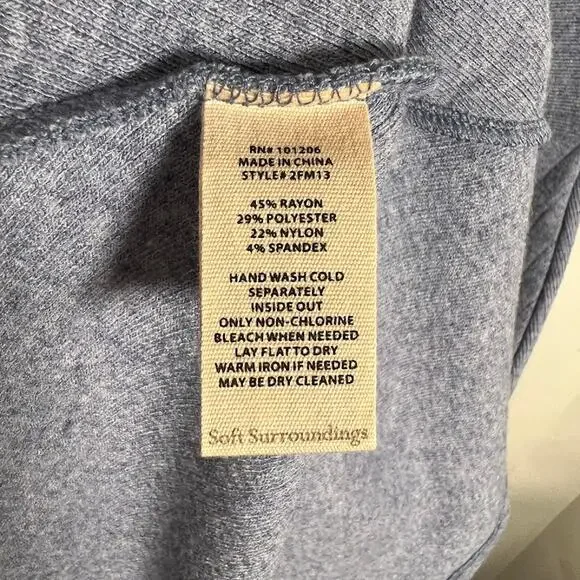 RN# 101206
MADE IN CHINA
STYLE# 2FM13
45% RAYON
29% POLYESTER
22% NYLON
4% SPANDEX
HAND WASH COLD
SEPARATELY
INSIDE OUT
ONLY NON-CHLORINE
BLEACH WHEN NEEDED
LAY FLAT TO DRY
WARM IRON IF NEEDED
MAY BE DRY CLEANED
Soft Surroundings